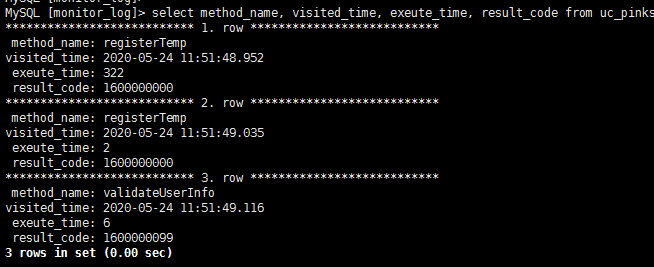 MySQL [monitor_log]>
MySQL [monitor_log]> select method_name, visited_time, exeute_time, result_code from uc_pinks
*************************** 1. row ***************************
method_name: registerTemp
visited_time: 2020-05-24 11:51:48.952
exeute_time: 322
result_code: 1600000000
*************************** 2. row ***************************
method_name: registerTemp
visited_time: 2020-05-24 11:51:49.035
exeute_time: 2
result_code: 1600000000
*************************** 3. row ***************************
method_name: validateUserInfo
visited_time: 2020-05-24 11:51:49.116
exeute_time: 6
result_code: 1600000099
3 rows in set (0.00 sec)